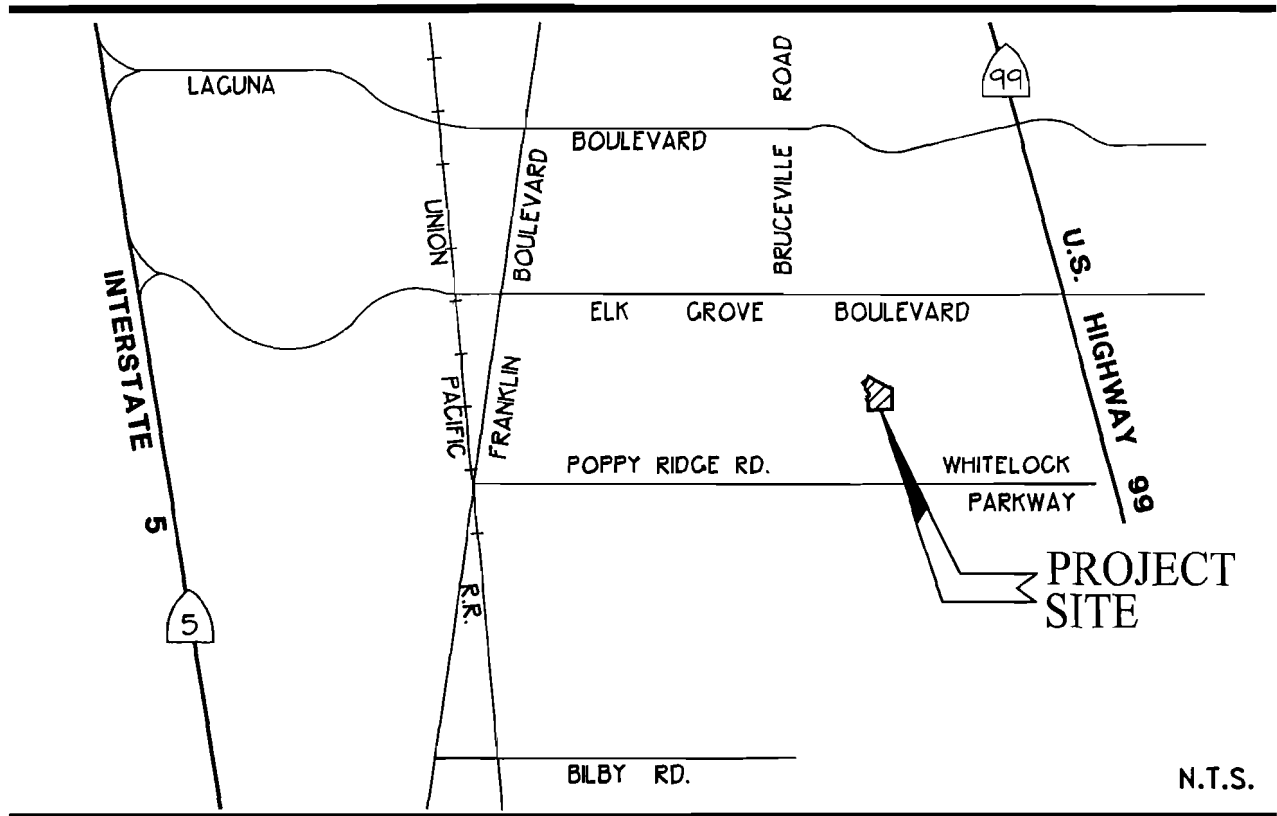 LAGUNA
BOULEVARD
BRUCEVILLE ROAD
99
UNION PACIFIC R.R.
FRANKLIN BOULEVARD
INTERSTATE 5
U.S. HIGHWAY 99
ELK GROVE BOULEVARD
POPPY RIDGE RD.
WHITELOCK
PARKWAY
PROJECT
SITE
5
BILBY RD.
N.T.S.